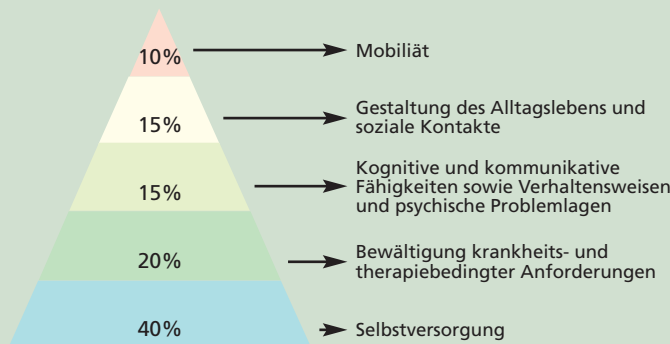 10%
Mobiliät
15%
Gestaltung des Alltagslebens und
soziale Kontakte
15%
Kognitive und kommunikative
Fähigkeiten sowie Verhaltensweisen
und psychische Problemlagen
20%
Bewältigung krankheits- und
therapiebedingter Anforderungen
40%
Selbstversorgung